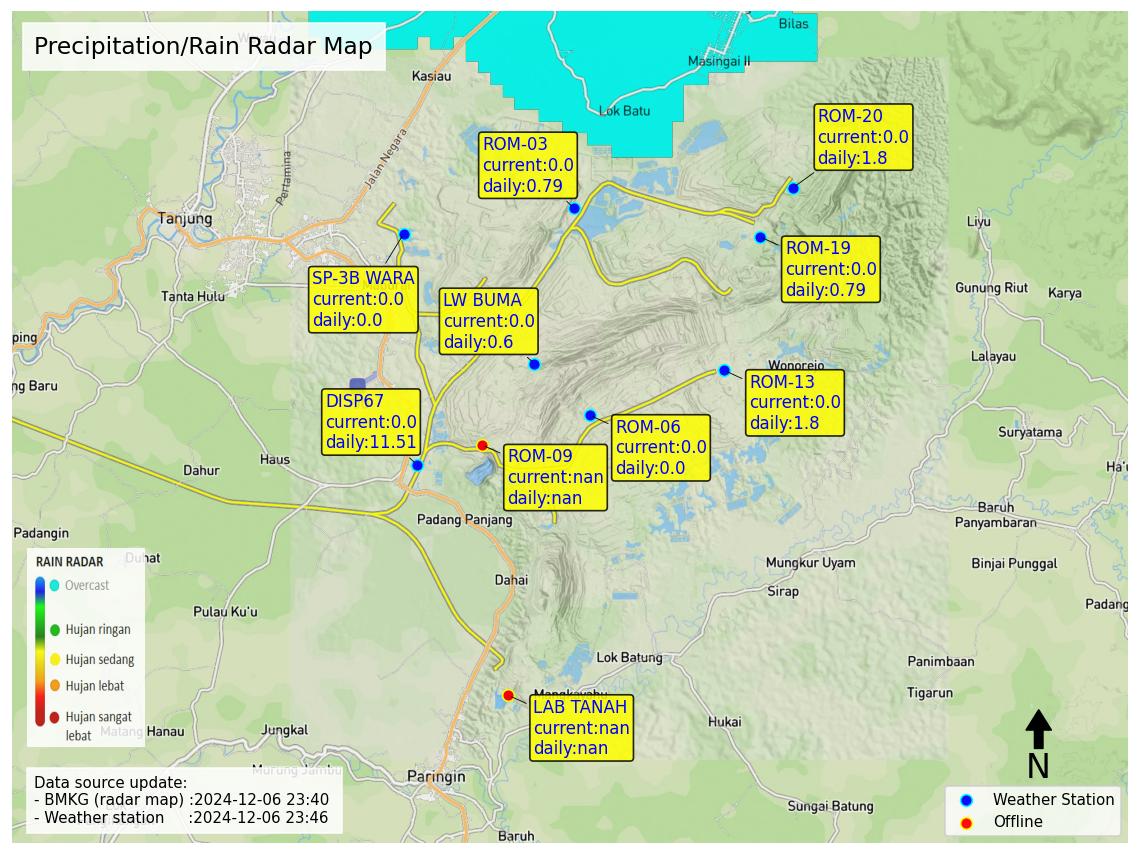 Precipitation/Rain Radar Map
Bilas
Masingai II
Kasiau
Lok Batu
Jalan Negara
Pertamina
Tanjung
ROM-20
current:0.0
daily:1.8
ROM-03
current:0.0
daily:0.79
ROM-19
current:0.0
daily:0.79
SP-3B WARA
current:0.0
daily:0.0
LW BUMA
current:0.0
daily:0.6
Liyu
Gunung Riut
Karya
Tanta Hulu
ping
ng Baru
Lalayau
Wonorejo
ROM-13
current:0.0
daily:1.8
DISP67
current:0.0
daily:11.51
ROM-06
current:0.0
daily:0.0
ROM-09
current:nan
daily:nan
Suryatama
Ha'u
Haus
Dahur
Padang Panjang
Baruh
Panyambaran
Padangin
Duhat
Mungkur Uyam
Binjai Punggal
Dahai
Sirap
Padang
Pulau Ku'u
RAIN RADAR
Overcast
Hujan ringan
Hujan sedang
Hujan lebat
Hujan sangat
lebat
Lok Batung
Panimbaan
Tigarun
Mangkayahu
LAB TANAH
current:nan
daily:nan
Hukai
Matang Hanau
Jungkal
Murung Jambu
Paringin
Sungai Batung
Baruh
N
Data source update:
- BMKG (radar map) :2024-12-06 23:40
- Weather station :2024-12-06 23:46
Weather Station
Offline